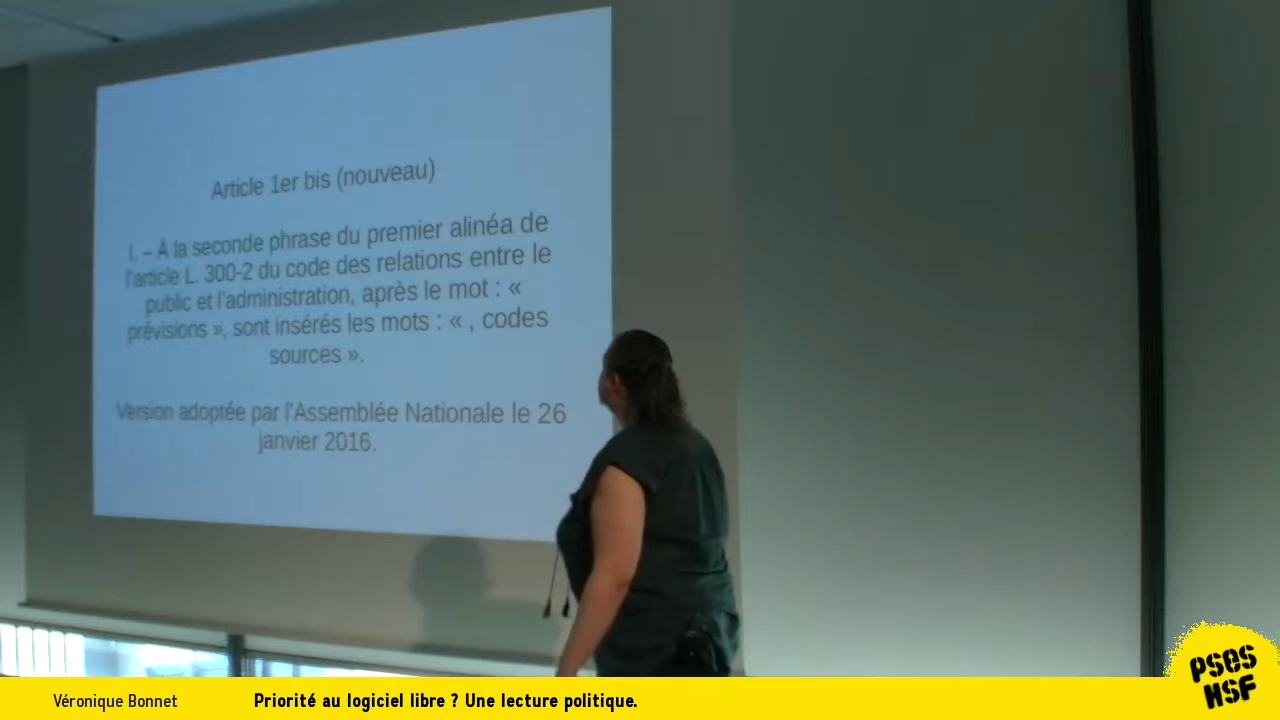 Article 1er bis (nouveau)
I. – À la seconde phrase du premier alinéa de
l'article L. 300-2 du code des relations entre le
public et l'administration, après le mot : «
prévisions », sont insérés les mots : « , codes
sources ».
Version adoptée par l'Assemblée Nationale le 26
janvier 2016.
PSES
HSF
Véronique Bonnet
Priorité au logiciel libre ? Une lecture politique.